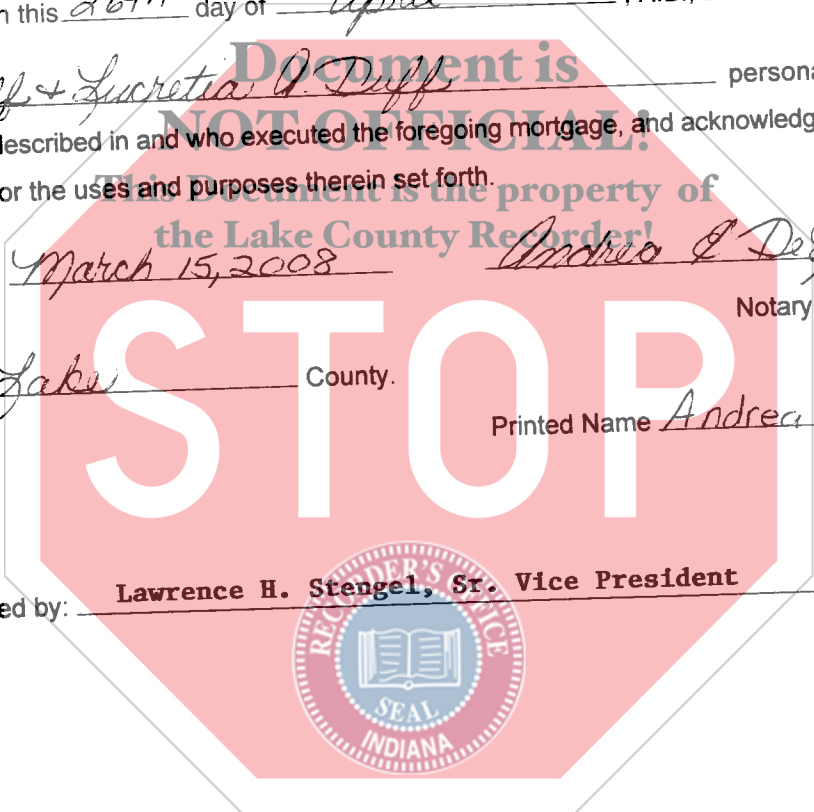 n this 26th day of April
& Lucretia A. Duff persona
Document is
NOT OFFICIAL!
escribed in and who executed the foregoing mortgage, and acknowledg
or the uses and purposes therein set forth.
This Document is the property of
the Lake County Recorder!
March 15, 2008 Andrea
Notary
STOP
Lake County.
Printed Name Andrea
ed by: Lawrence H. Stengel, Sr. Vice President
RECORDER'S OFFICE
SEAL
INDIANA